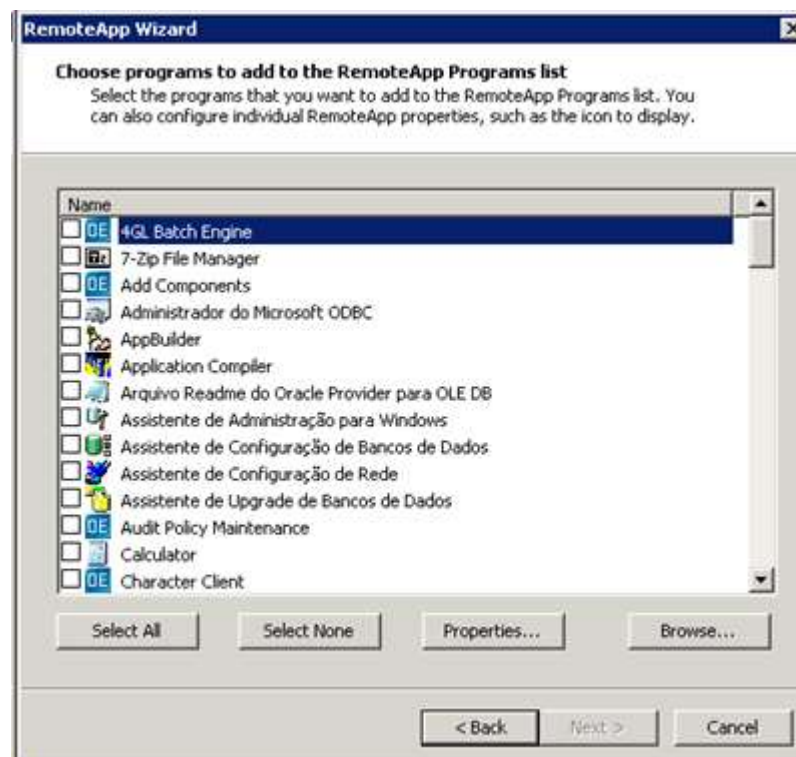 RemoteApp Wizard
Choose programs to add to the RemoteApp Programs list
Select the programs that you want to add to the RemoteApp Programs list. You
can also configure individual RemoteApp properties, such as the icon to display.
Name
OE 4GL Batch Engine
7-Zip File Manager
OE Add Components
Administrador do Microsoft ODBC
AppBuilder
Application Compiler
Arquivo Readme do Oracle Provider para OLE DB
Assistente de Administração para Windows
Assistente de Configuração de Bancos de Dados
Assistente de Configuração de Rede
Assistente de Upgrade de Bancos de Dados
OE Audit Policy Maintenance
Calculator
OE Character Client
Select All Select None Properties... Browse...
< Back Next > Cancel